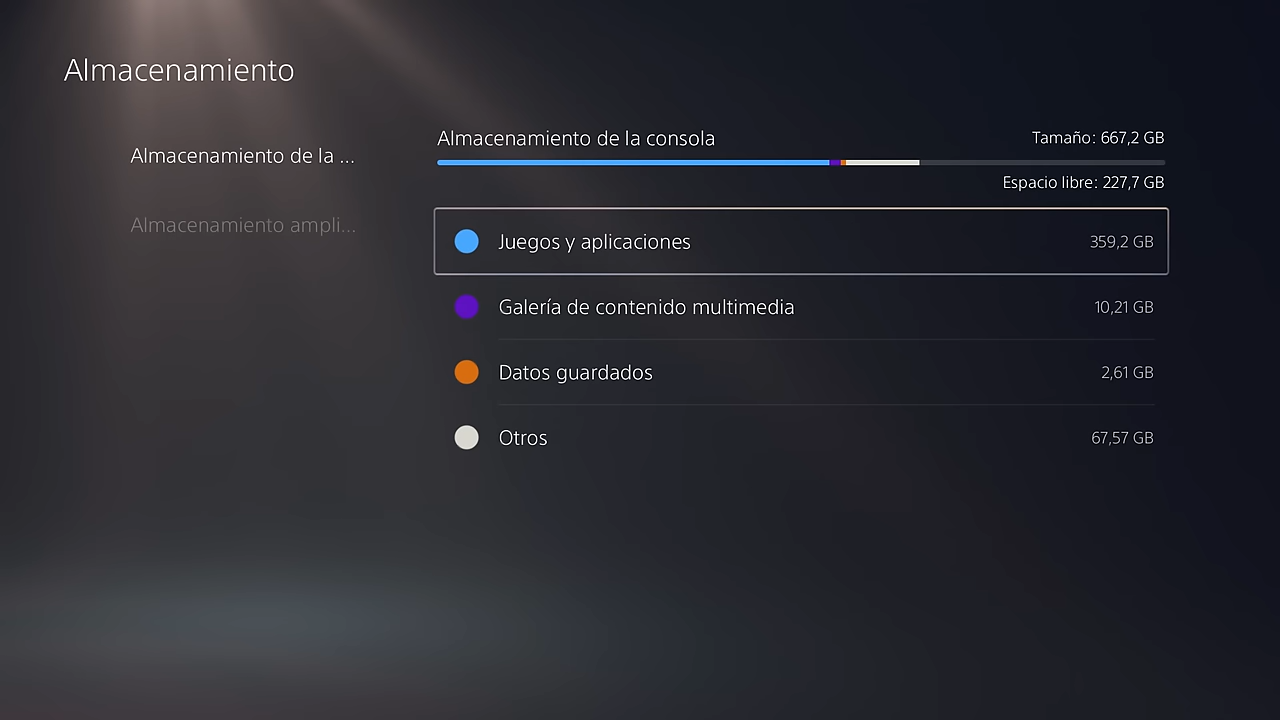 Almacenamiento
Almacenamiento de la ...
Almacenamiento ampli...
Almacenamiento de la consola
Tamaño: 667,2 GB
Espacio libre: 227,7 GB
Juegos y aplicaciones 359,2 GB
Galería de contenido multimedia 10,21 GB
Datos guardados 2,61 GB
Otros 67,57 GB